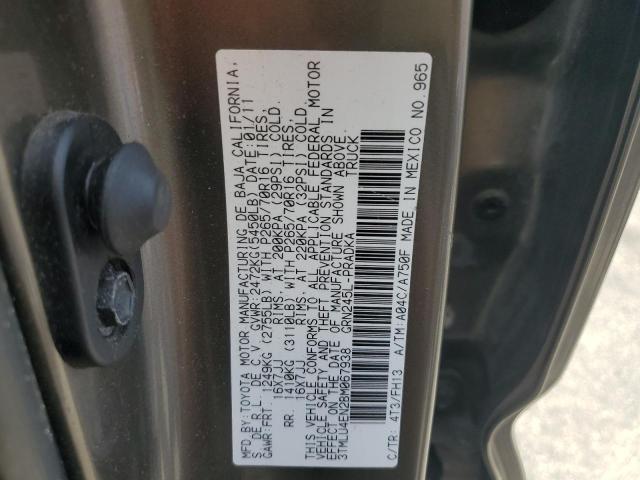 MFD.BY:TOYOTA MOTOR MANUFACTURING DE BAJA CALIFORNIA,
S. DE R.L. DE C.V. GVWR:2472KG(5450LB)DATE:01/11
GAWR:FRT. 1249KG (2755LB) WITH P265/70R16 TIRES,
16X7JJ RIMS, AT 200KPA (29PSI) COLD.
RR. 1410KG (3110LB) WITH P265/70R16 TIRES,
16X7JJ RIMS, AT 220KPA (32PSI) COLD.
THIS VEHICLE CONFORMS TO ALL APPLICABLE FEDERAL MOTOR
VEHICLE SAFETY AND THEFT PREVENTION STANDARDS IN
EFFECT ON THE DATE OF MANUFACTURE SHOWN ABOVE.
3TMLU4EN2BM067938 GRN245L-PRADKA TRUCK
C/TR: 4T3/FH13 A/TM:A04C/A750F MADE IN MEXICO NO.965